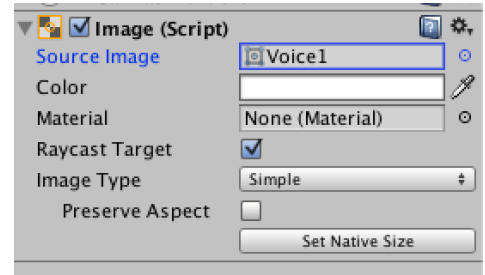 Image (Script)
Source Image Voice1
Color
Material None (Material)
Raycast Target
Image Type Simple
Preserve Aspect
Set Native Size